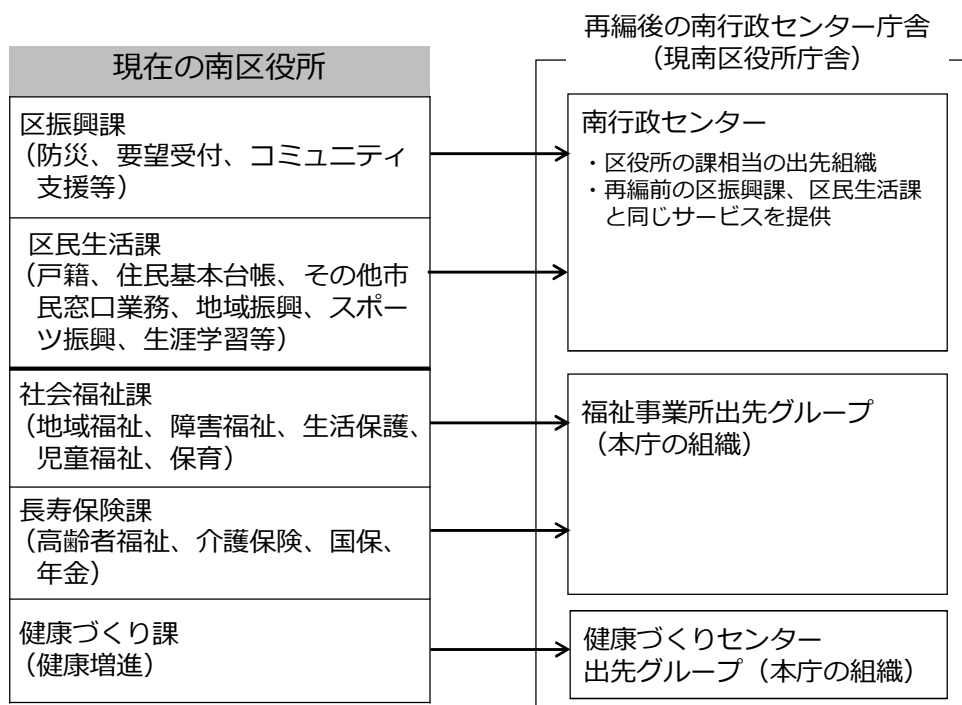 現在の南区役所
区振興課
（防災、要望受付、コミュニティ
支援等）
区民生活課
（戸籍、住民基本台帳、その他市
民窓口業務、地域振興、スポー
ツ振興、生涯学習等）
社会福祉課
（地域福祉、障害福祉、生活保護、
児童福祉、保育）
長寿保険課
（高齢者福祉、介護保険、国保、
年金）
健康づくり課
（健康増進）
再編後の南行政センター庁舎
（現南区役所庁舎）
南行政センター
・区役所の課相当の出先組織
・再編前の区振興課、区民生活課
と同じサービスを提供
福祉事業所出先グループ
（本庁の組織）
健康づくりセンター
出先グループ（本庁の組織）